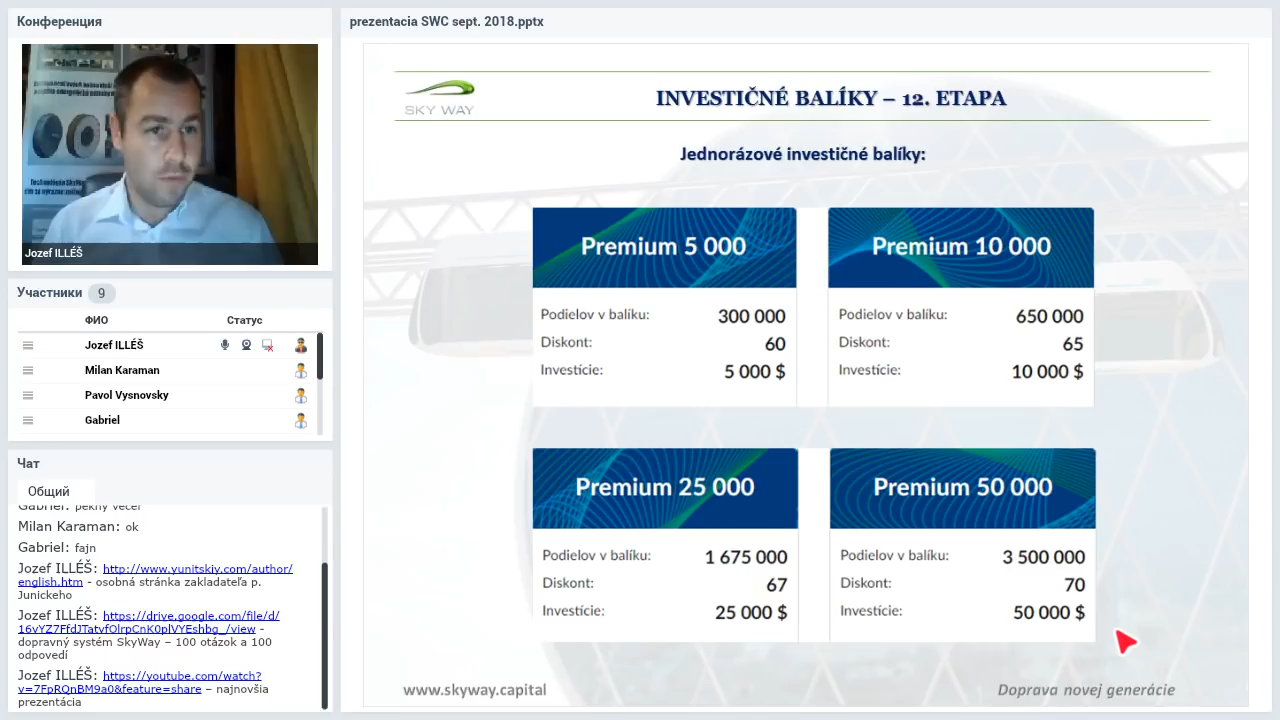 Конференция
Jozef ILLÉŠ
Участники 9
ФИО Статус
Jozef ILLÉŠ
Milan Karaman
Pavol Vysnovsky
Gabriel
Чат
Общий
Gabriel: pekný večer
Milan Karaman: ok
Gabriel: fajn
Jozef ILLÉŠ: http://www.yunitskiy.com/author/
english.htm - osobná stránka zakladateľa p.
Junickeho
Jozef ILLÉŠ: https://drive.google.com/file/d/
16vYZ7FfdJTatvfOlrpCnK0plVYEshbg_/view -
dopravný systém SkyWay – 100 otázok a 100
odpovedí
Jozef ILLÉŠ: https://youtube.com/watch?
v=7FpRQnBM9a0&feature=share – najnovšia
prezentácia
prezentacia SWC sept. 2018.pptx
SKY WAY
INVESTIČNÉ BALÍKY – 12. ETAPA
Jednorázové investičné balíky:
Premium 5 000
Podielov v balíku: 300 000
Diskont: 60
Investície: 5 000 $
Premium 10 000
Podielov v balíku: 650 000
Diskont: 65
Investície: 10 000 $
Premium 25 000
Podielov v balíku: 1 675 000
Diskont: 67
Investície: 25 000 $
Premium 50 000
Podielov v balíku: 3 500 000
Diskont: 70
Investície: 50 000 $
www.skyway.capital
Doprava novej generácie